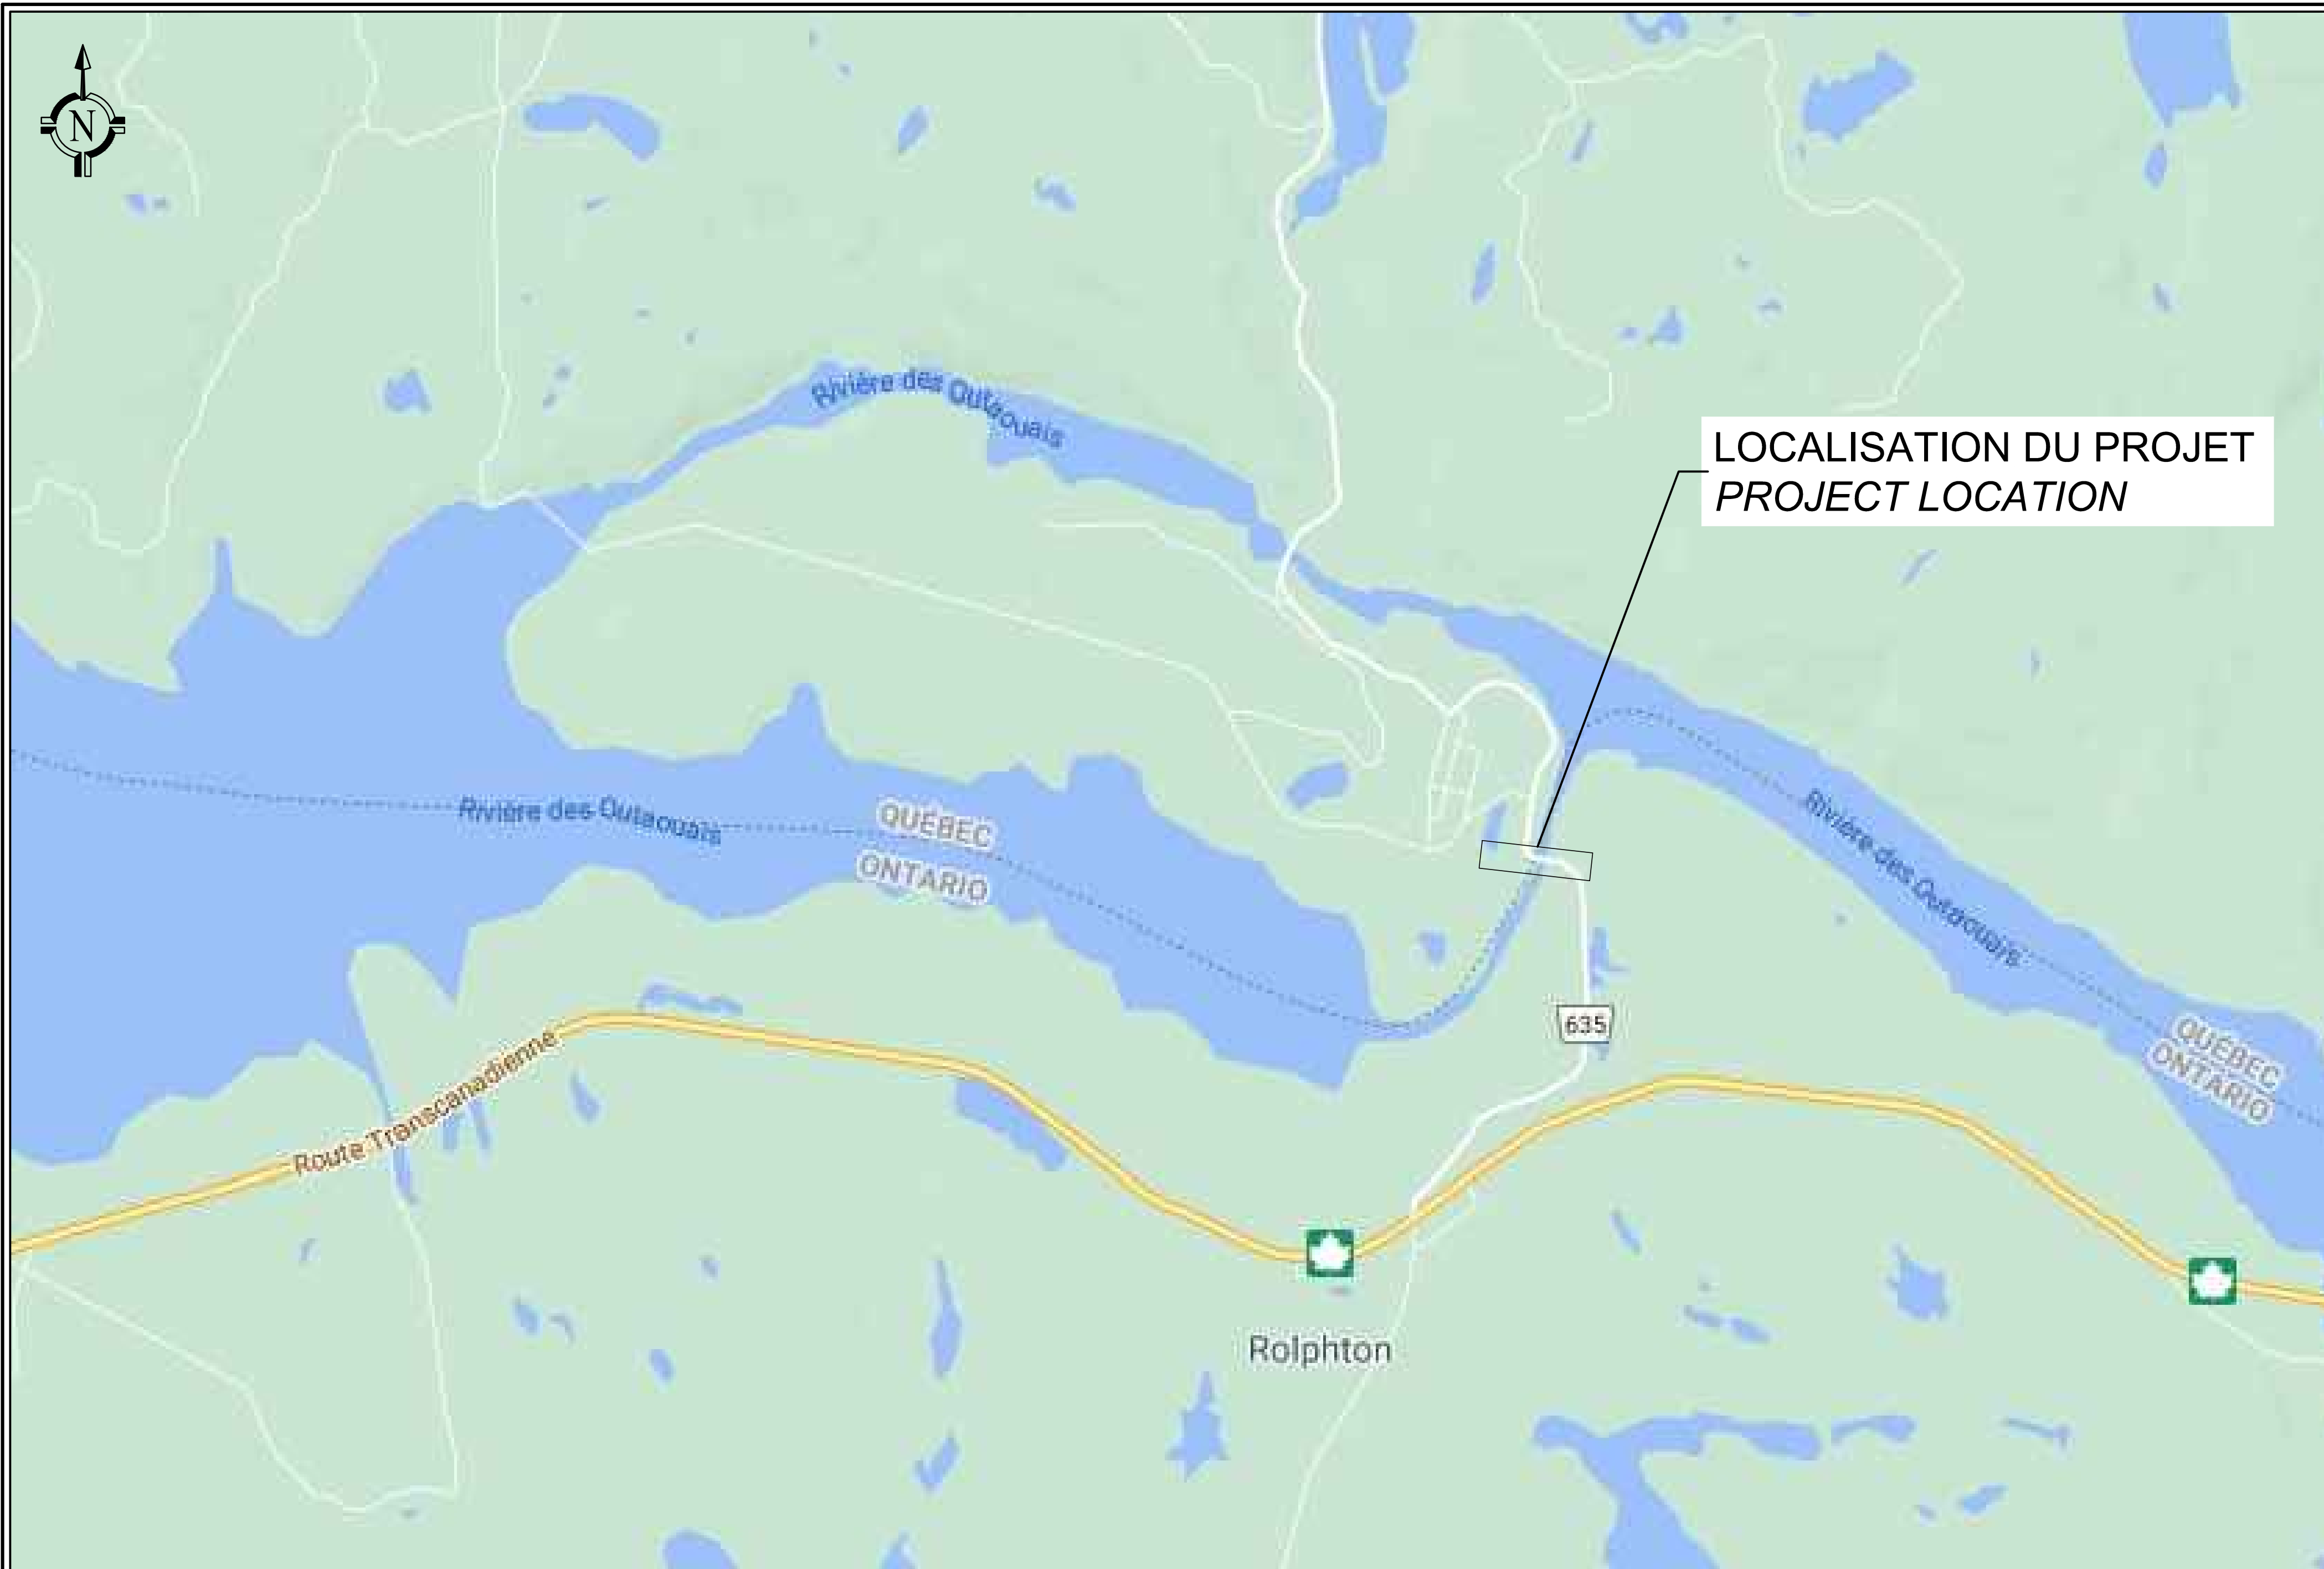 N
Rivière des Outaouais
LOCALISATION DU PROJET
PROJECT LOCATION
Rivière des Outaouais
QUÉBEC
ONTARIO
Rivière des Outaouais
635
QUÉBEC
ONTARIO
Route Transcanadienne
Rolphton